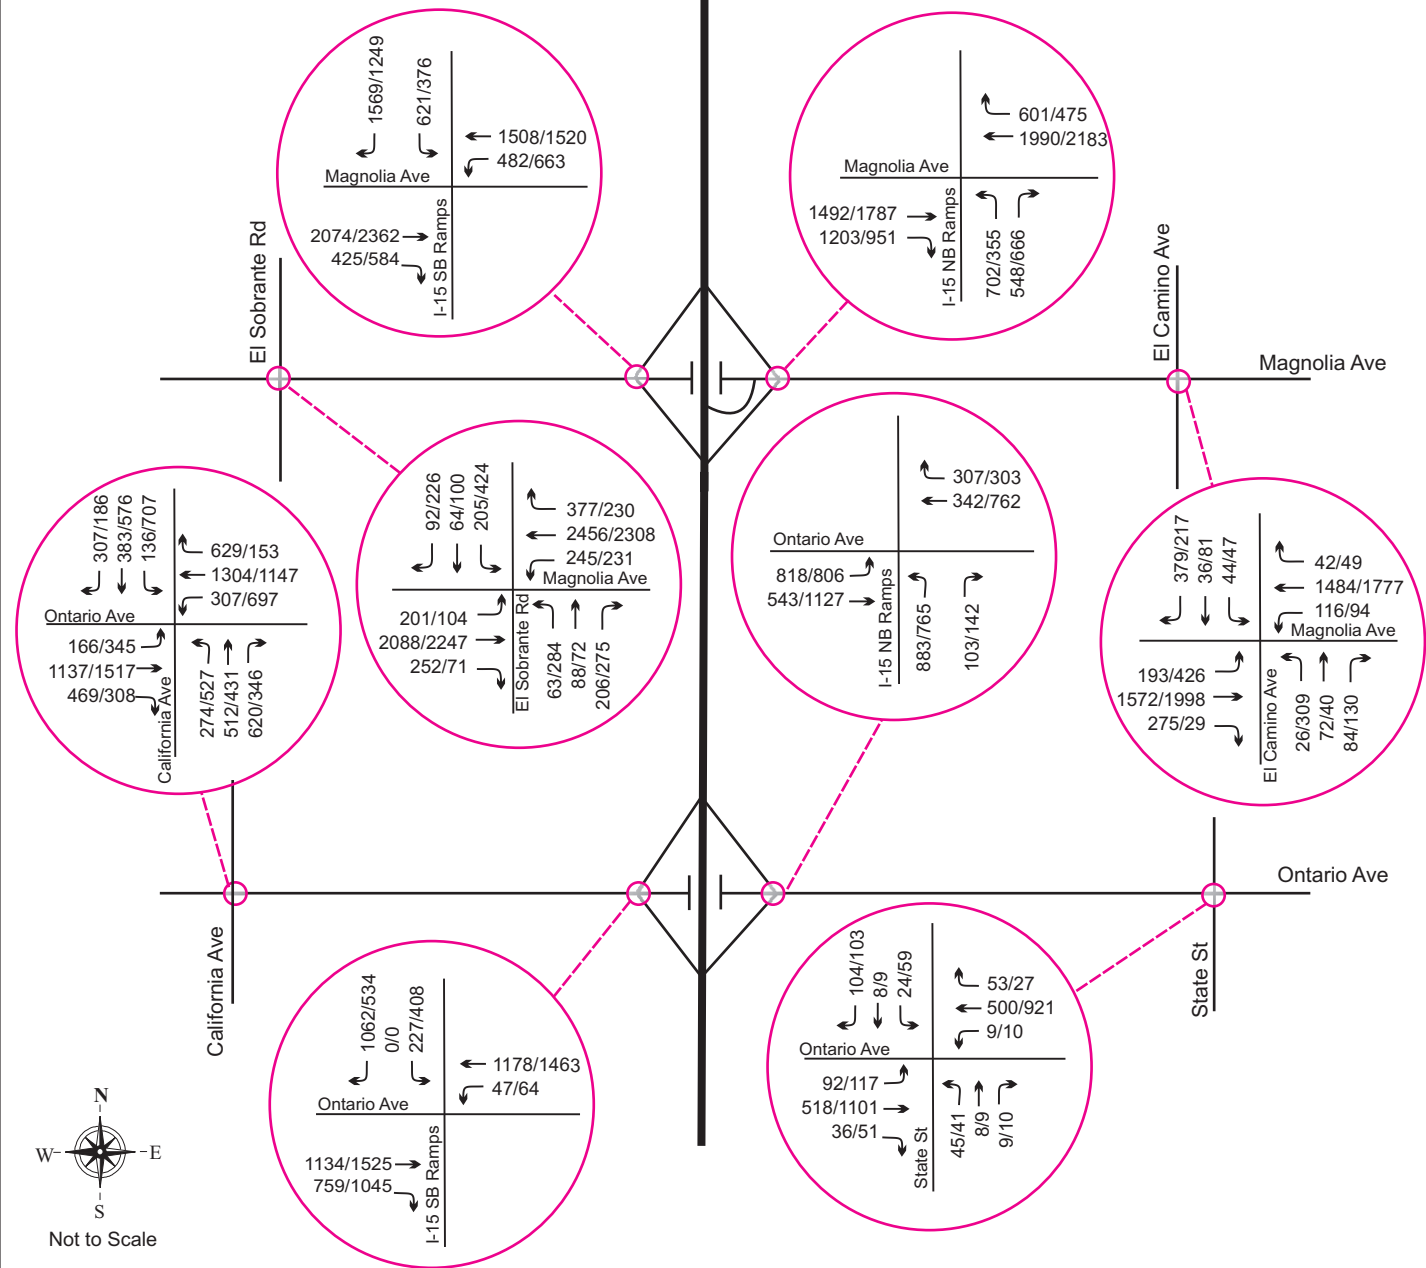 1569/1249
621/376
1508/1520
482/663
Magnolia Ave
2074/2362
425/584
I-15 SB Ramps
601/475
1990/2183
Magnolia Ave
1492/1787
1203/951
I-15 NB Ramps
702/355
548/666
El Sobrante Rd
El Camino Ave
Magnolia Ave
92/226
64/100
205/424
377/230
2456/2308
245/231
Magnolia Ave
201/104
2088/2247
252/71
El Sobrante Rd
63/284
88/72
206/275
307/303
342/762
Ontario Ave
818/806
543/1127
I-15 NB Ramps
883/765
103/142
307/186
383/576
136/707
629/153
1304/1147
307/697
Ontario Ave
166/345
1137/1517
469/308
California Ave
274/527
512/431
620/346
379/217
36/81
44/47
42/49
1484/1777
116/94
Magnolia Ave
193/426
1572/1998
275/29
El Camino Ave
26/309
72/40
84/130
Ontario Ave
California Ave
State St
1062/534
0/0
227/408
1178/1463
47/64
Ontario Ave
1134/1525
759/1045
I-15 SB Ramps
104/103
8/9
24/59
53/27
500/921
9/10
Ontario Ave
92/117
518/1101
36/51
State St
45/41
8/9
9/10
N
W
E
S
Not to Scale